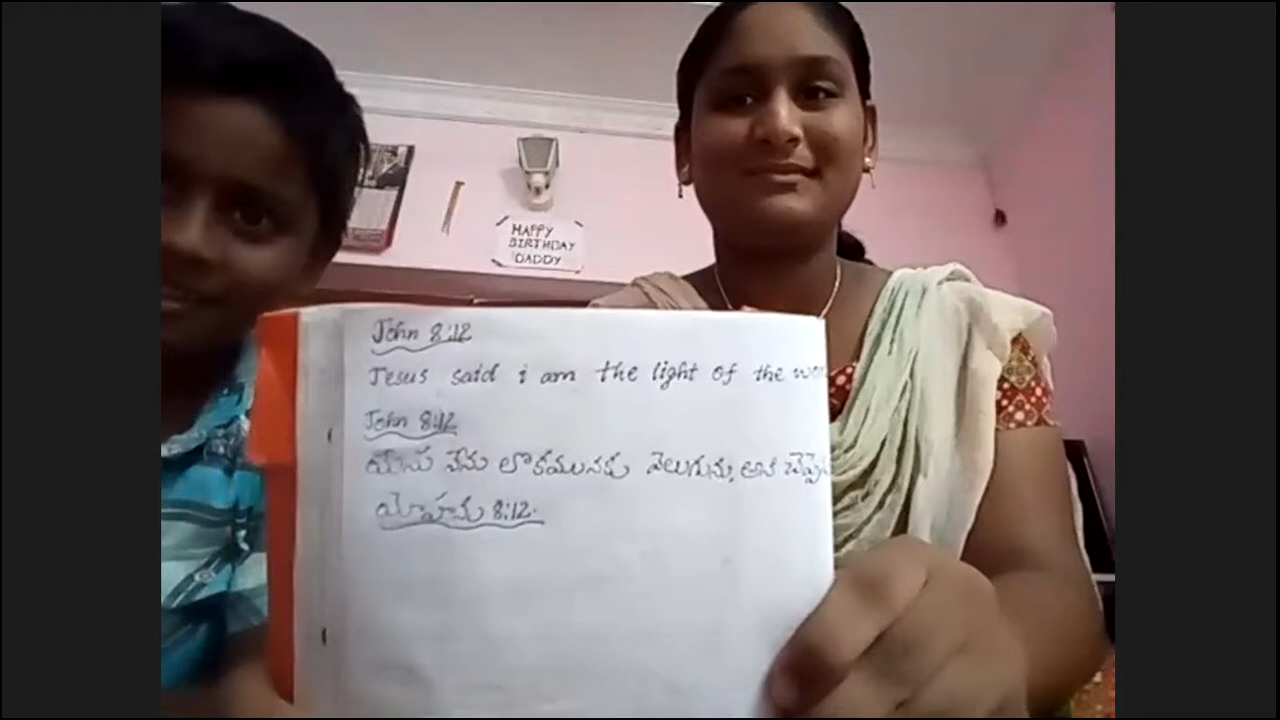 HAPPY
BIRTHDAY
DADDY
John 8:12
Jesus said i am the light of the
John 8:12
యేసు నేను లోకమునకు వెలుగును, అని
యోహను 8:12.